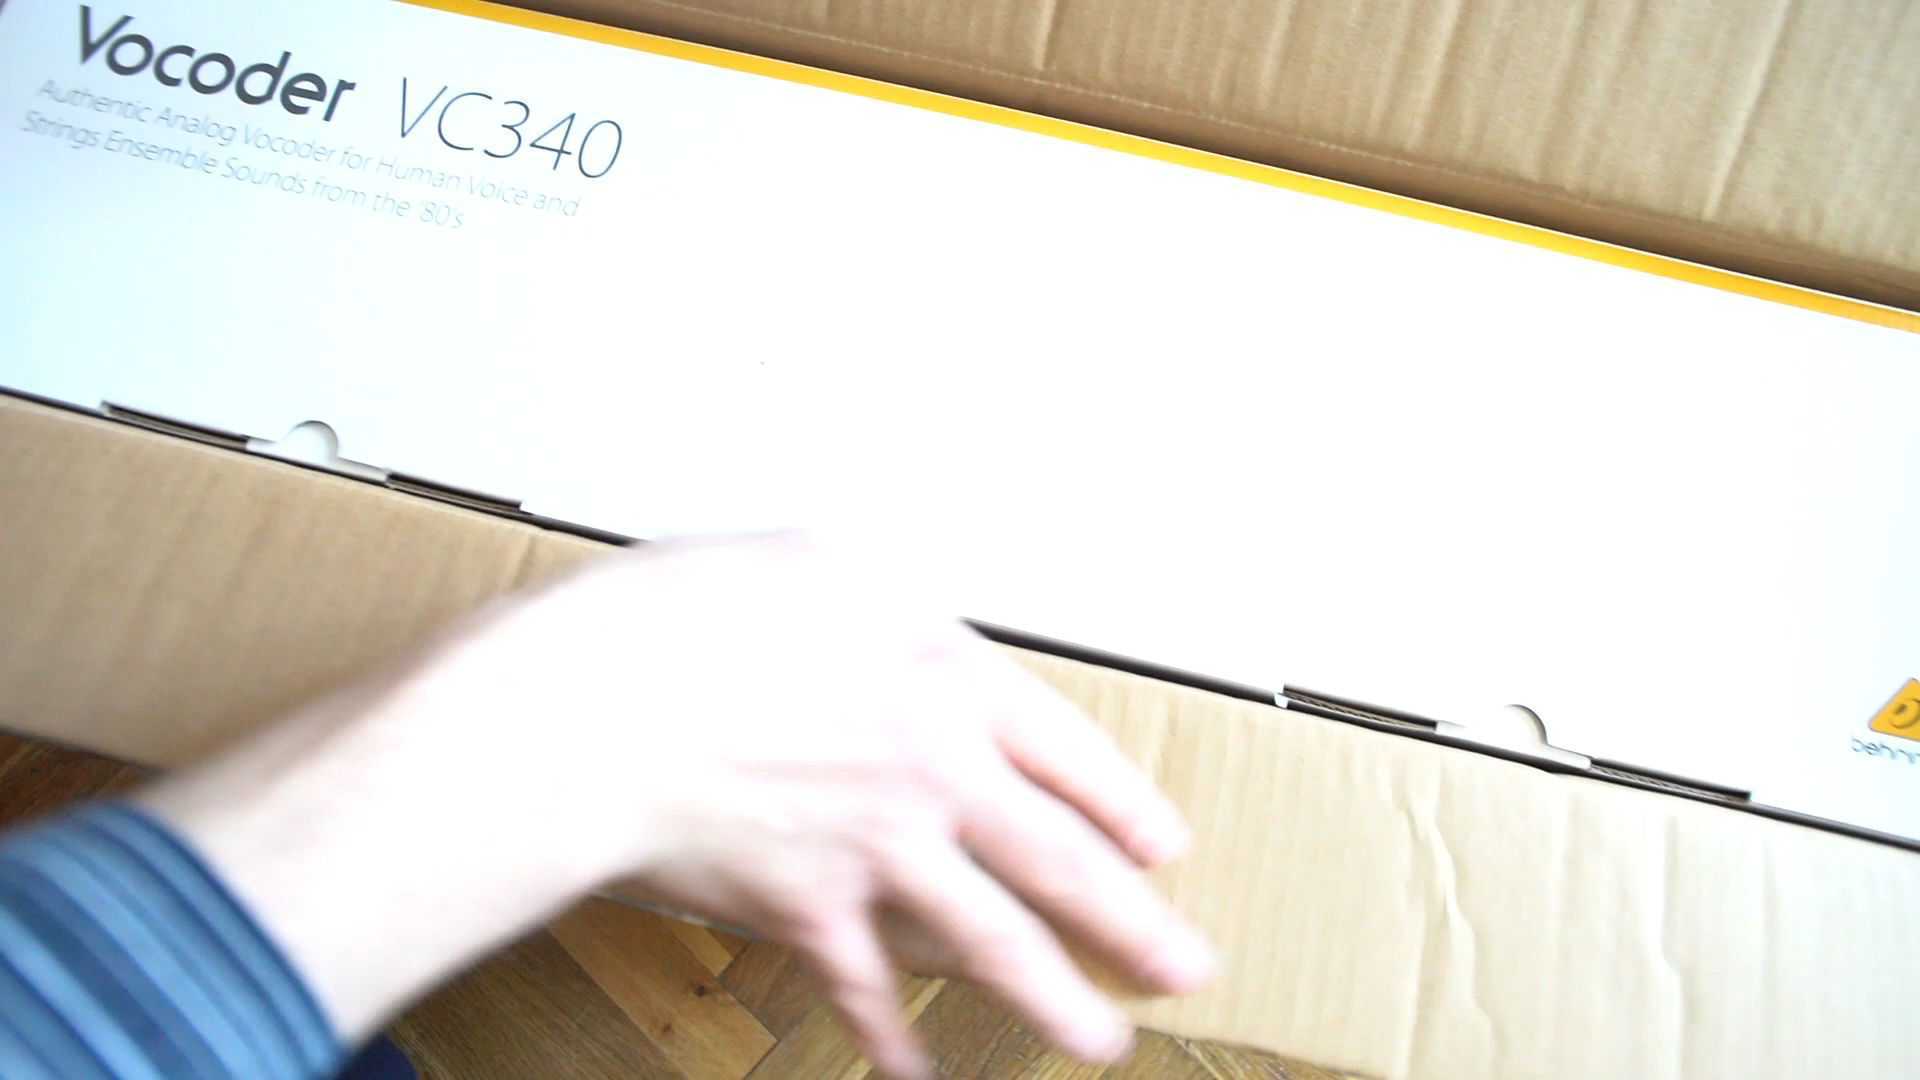 Vocoder VC340
Authentic Analog Vocoder for Human Voice and
Strings Ensemble Sounds from the '80's